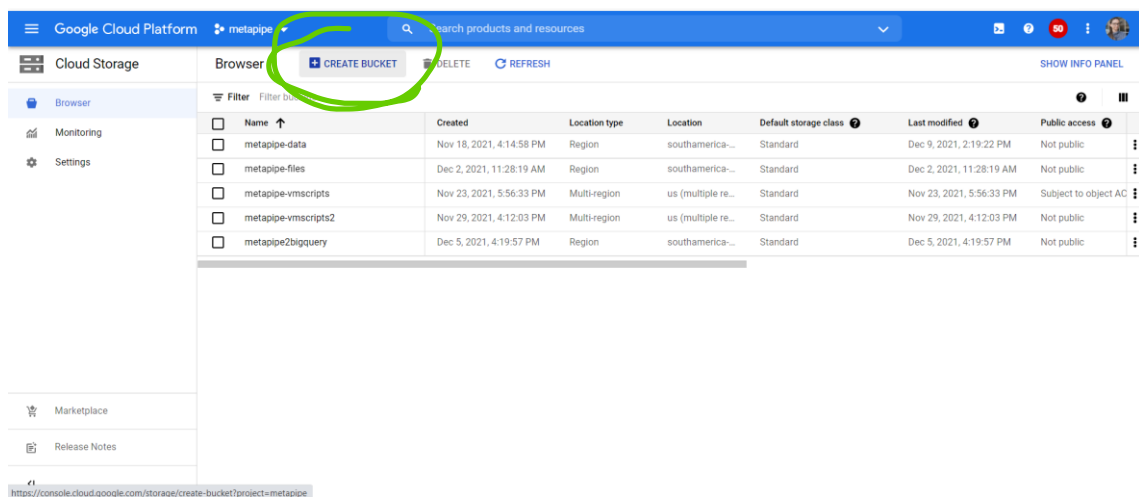 Google Cloud Platform metapipe Search products and resources 50
Cloud Storage Browser CREATE BUCKET DELETE REFRESH SHOW INFO PANEL
Browser Filter Filter
Name Created Location type Location Default storage class Last modified Public access
Monitoring
metapipe-data Nov 18, 2021, 4:14:58 PM Region southamerica-... Standard Dec 9, 2021, 2:19:22 PM Not public
Settings
metapipe-files Dec 2, 2021, 11:28:19 AM Region southamerica-... Standard Dec 2, 2021, 11:28:19 AM Not public
metapipe-vmscripts Nov 23, 2021, 5:56:33 PM Multi-region us (multiple re... Standard Nov 23, 2021, 5:56:33 PM Subject to object AC
metapipe-vmscripts2 Nov 29, 2021, 4:12:03 PM Multi-region us (multiple re... Standard Nov 29, 2021, 4:12:03 PM Not public
metapipe2bigquery Dec 5, 2021, 4:19:57 PM Region southamerica-... Standard Dec 5, 2021, 4:19:57 PM Not public
Marketplace
Release Notes
https://console.cloud.google.com/storage/create-bucket?project=metapipe